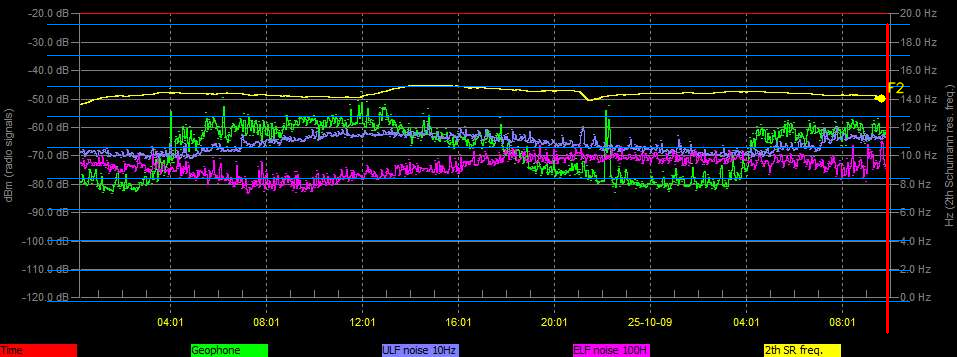 -20.0 dB 20.0 Hz
-30.0 dB 18.0 Hz
-40.0 dB 16.0 Hz
-50.0 dB 14.0 Hz
F2
-60.0 dB 12.0 Hz
-70.0 dB 10.0 Hz
-80.0 dB 8.0 Hz
-90.0 dB 6.0 Hz
-100.0 dB 4.0 Hz
-110.0 dB 2.0 Hz
-120.0 dB 0.0 Hz
dBm (radio signals)
Hz (2th Schumann res. freq.)
04:01 08:01 12:01 16:01 20:01 25-10-09 04:01 08:01
Time Geophone ULF noise 10Hz ELF noise 100H 2th SR freq.